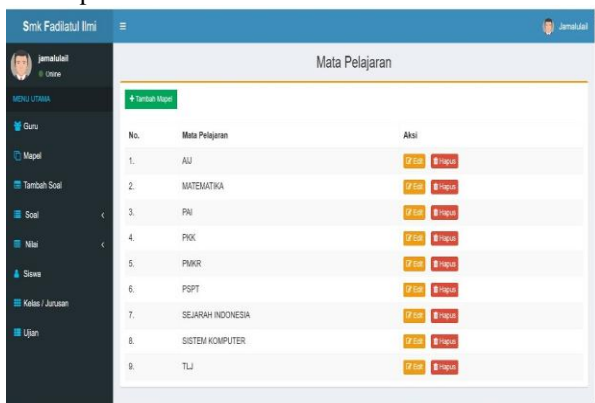 Smk Fadilatul Ilmi
Jamalulail
jamalulail
Online
MENU UTAMA
Guru
Mapel
Tambah Soal
Soal
Nilai
Siswa
Kelas / Jurusan
Ujian
Mata Pelajaran
+ Tambah Mapel
No. Mata Pelajaran Aksi
1. AIJ Edit Hapus
2. MATEMATIKA Edit Hapus
3. PAI Edit Hapus
4. PKK Edit Hapus
5. PMKR Edit Hapus
6. PSPT Edit Hapus
7. SEJARAH INDONESIA Edit Hapus
8. SISTEM KOMPUTER Edit Hapus
9. TLJ Edit Hapus